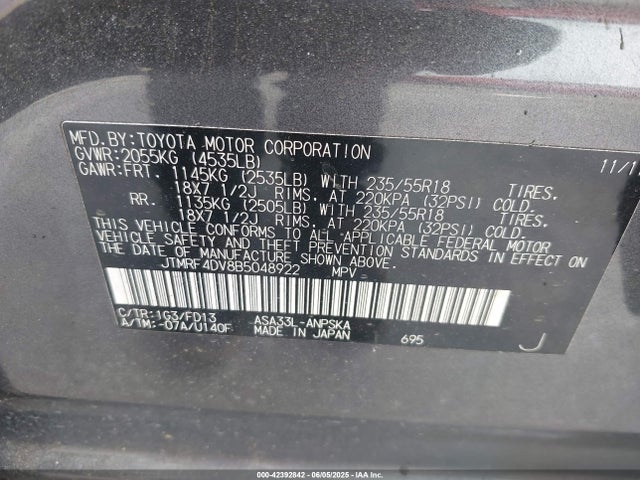 MFD.BY:TOYOTA MOTOR CORPORATION 11/1
GVWR:2055KG (4535LB)
GAWR:FRT. 1145KG (2535LB) WITH 235/55R18 TIRES.
18X7 1/2J RIMS. AT 220KPA (32PSI) COLD.
RR. 1135KG (2505LB) WITH 235/55R18 TIRES.
18X7 1/2J RIMS. AT 220KPA (32PSI) COLD.
THIS VEHICLE CONFORMS TO ALL APPLICABLE FEDERAL MOTOR
VEHICLE SAFETY AND THEFT PREVENTION STANDARDS IN EFFECT ON
THE DATE OF MANUFACTURE SHOWN ABOVE.
JTMRF4DV8B5048922 MPV
C/TR:1G3/FD13 ASA33L-ANPSKA
A/TM:-07A/U140F MADE IN JAPAN 695 J
000-42392842 - 06/05/2025 - IAA Inc.